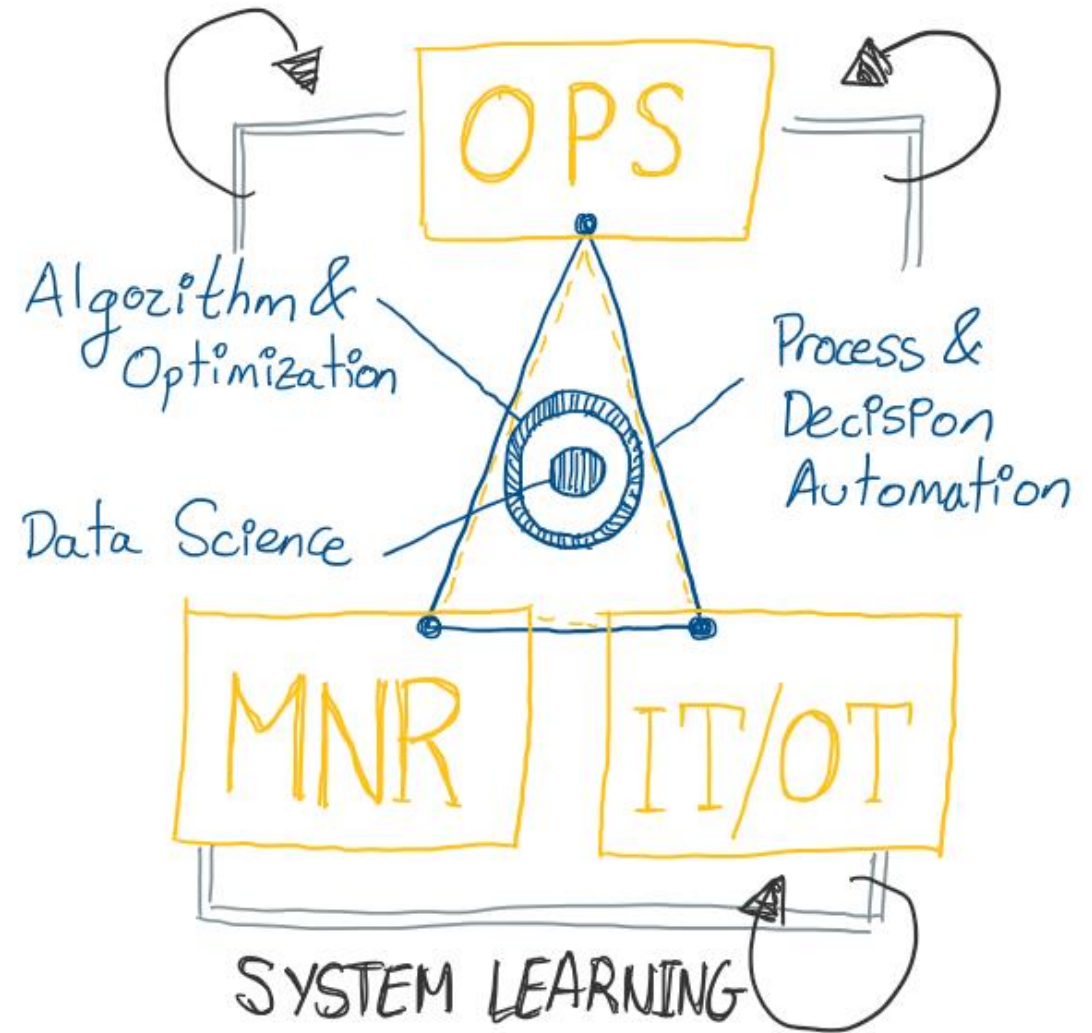 OPS
Algorithm &
Optimization
Process &
Decision
Automation
Data Science
MNR
IT/OT
SYSTEM LEARNING